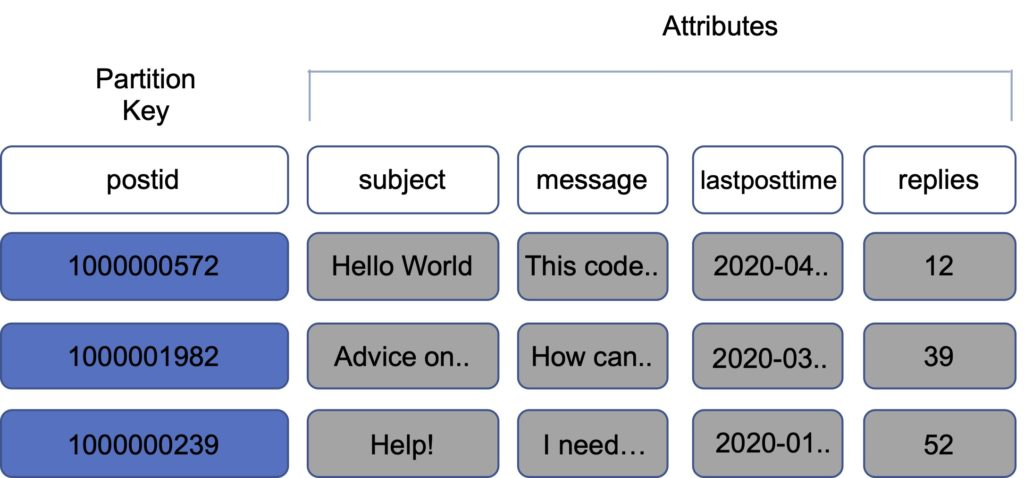 Attributes
Partition
Key
postid subject message lastposttime replies
1000000572 Hello World This code.. 2020-04.. 12
1000001982 Advice on.. How can.. 2020-03.. 39
1000000239 Help! I need… 2020-01.. 52